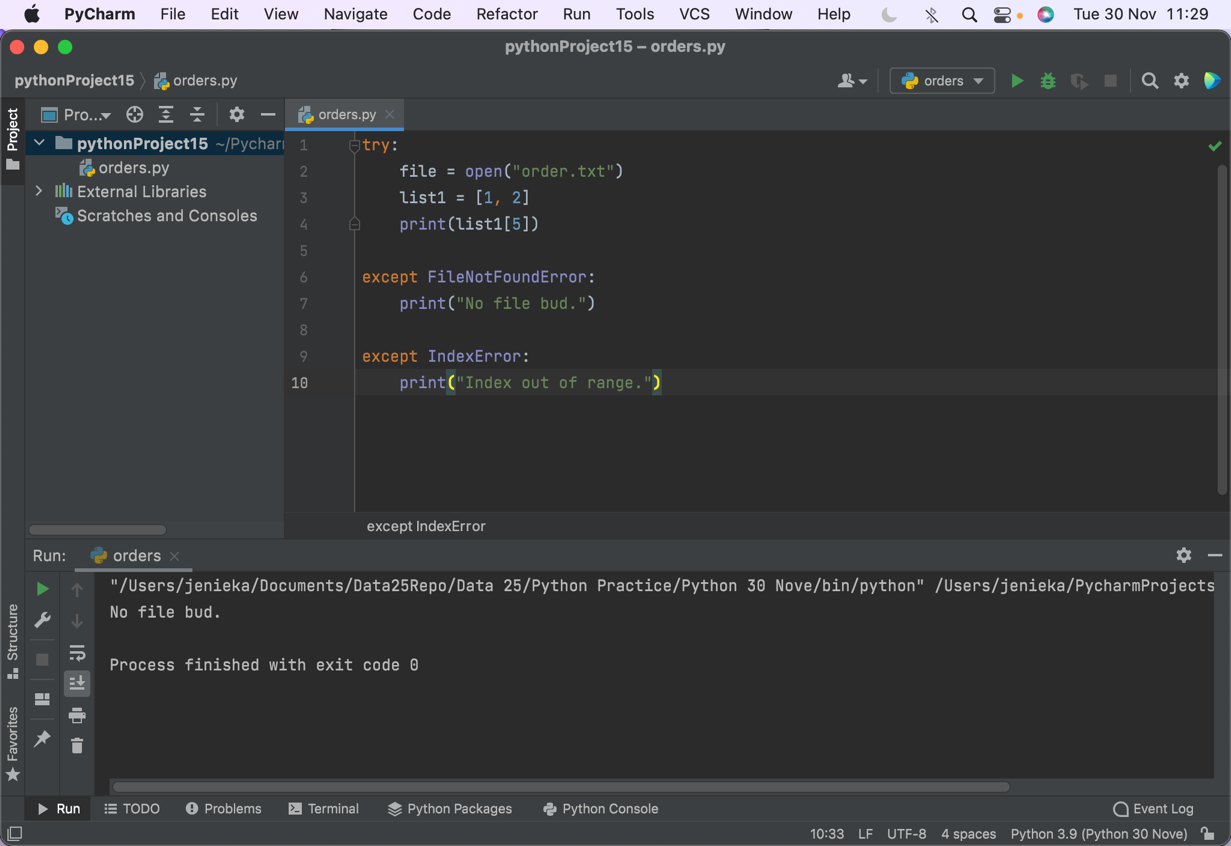 PyCharm File Edit View Navigate Code Refactor Run Tools VCS Window Help Tue 30 Nov 11:29
pythonProject15 – orders.py
pythonProject15 orders.py orders
Project
Pro... orders.py
pythonProject15 ~/Pychar
orders.py
External Libraries
Scratches and Consoles
1 try:
2 file = open("order.txt")
3 list1 = [1, 2]
4 print(list1[5])
5
6 except FileNotFoundError:
7 print("No file bud.")
8
9 except IndexError:
10 print("Index out of range.")
except IndexError
Run: orders
"/Users/jenieka/Documents/Data25Repo/Data 25/Python Practice/Python 30 Nove/bin/python" /Users/jenieka/PycharmProjects
No file bud.
Process finished with exit code 0
Structure
Favorites
Run TODO Problems Terminal Python Packages Python Console Event Log
10:33 LF UTF-8 4 spaces Python 3.9 (Python 30 Nove)